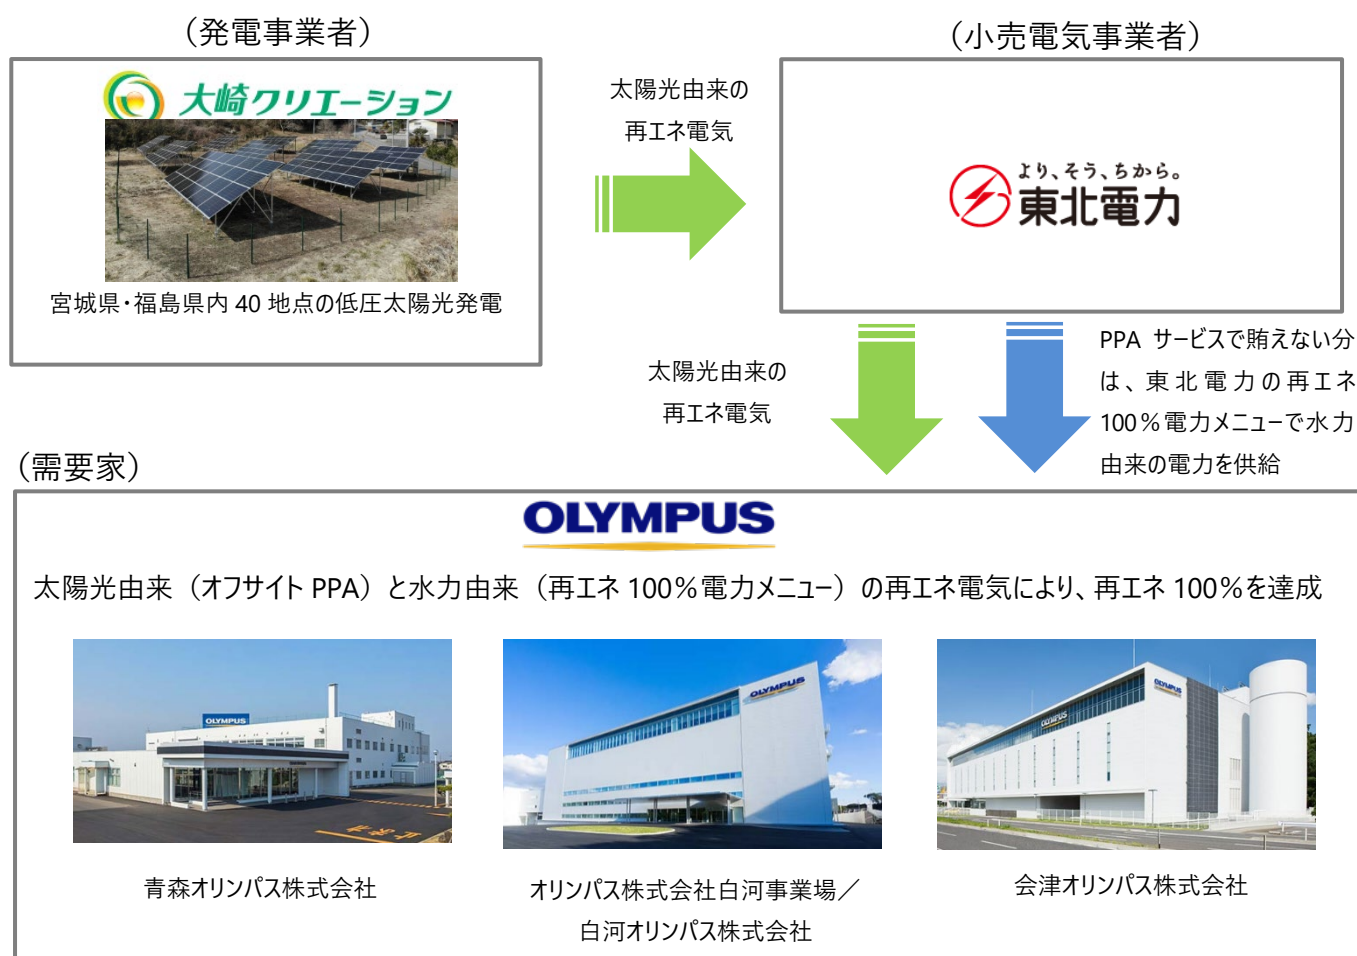 （発電事業者）
大崎クリエーション
宮城県・福島県内 40 地点の低圧太陽光発電
太陽光由来の
再エネ電気
（小売電気事業者）
より、そう、ちから。
東北電力
太陽光由来の
再エネ電気
PPA サービスで賄えない分
は、東北電力の再エネ
100％電力メニューで水力
由来の電力を供給
（需要家）
OLYMPUS
太陽光由来（オフサイト PPA）と水力由来（再エネ 100％電力メニュー）の再エネ電気により、再エネ 100％を達成
OLYMPUS
OLYMPUS
OLYMPUS
OLYMPUS
青森オリンパス株式会社
オリンパス株式会社白河事業場／
白河オリンパス株式会社
会津オリンパス株式会社